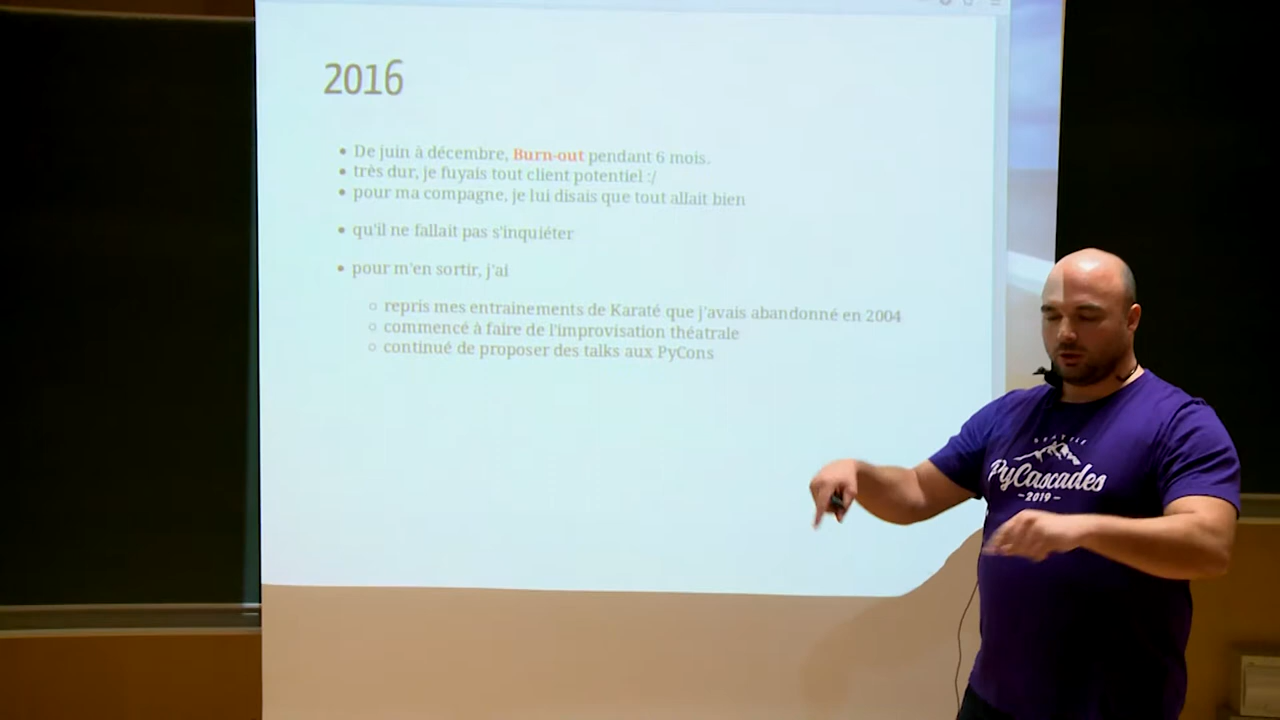 2016
De juin à décembre, Burn-out pendant 6 mois.
très dur, je fuyais tout client potentiel :/
pour ma compagne, je lui disais que tout allait bien
qu'il ne fallait pas s'inquiéter
pour m'en sortir, j'ai
repris mes entrainements de Karaté que j'avais abandonné en 2004
commencé à faire de l'improvisation théatrale
continué de proposer des talks aux PyCons
SEATTLE
PyCascades
-2019-